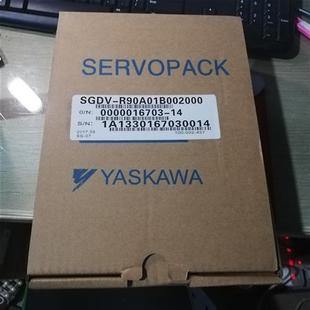 SERVOPACK
SGDV-R90A01B002000
O/N: 0000016703-14
S/N: 1A1330167030014
YASKAWA